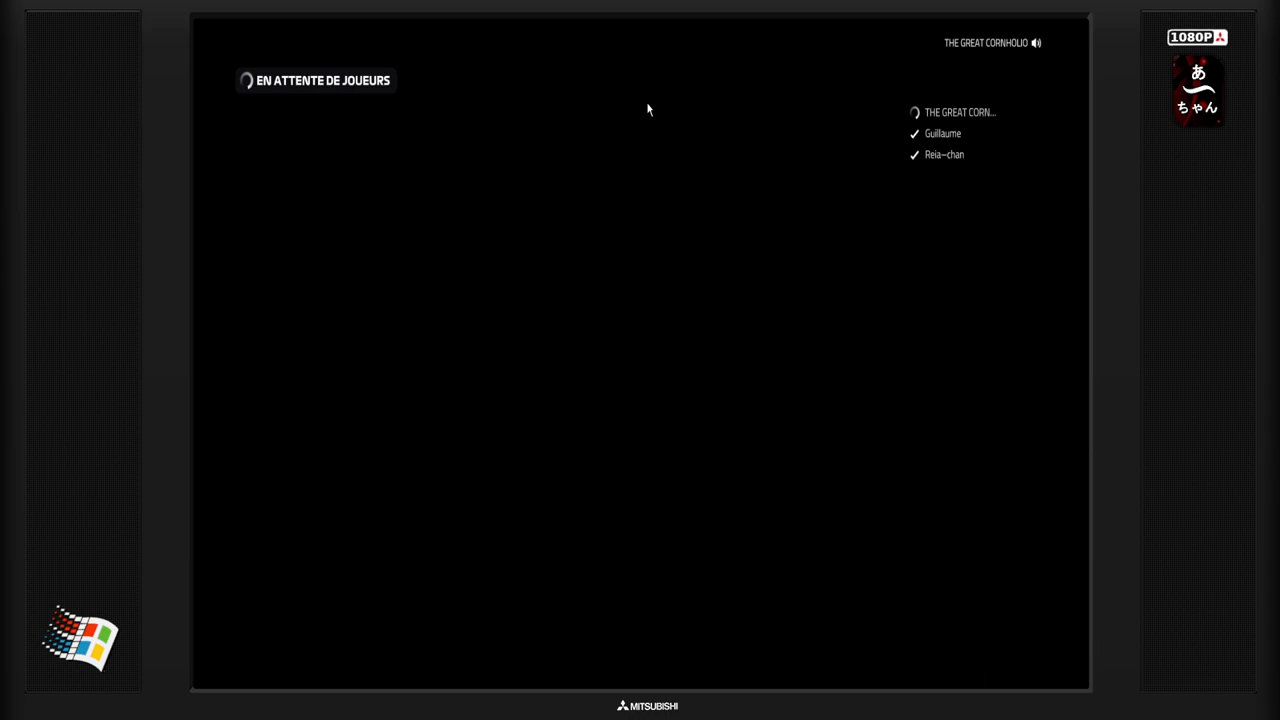 THE GREAT CORNHOLIO
1080P
EN ATTENTE DE JOUEURS
あ
ー
ちゃん
THE GREAT CORN...
Guillaume
Reia-chan
MITSUBISHI